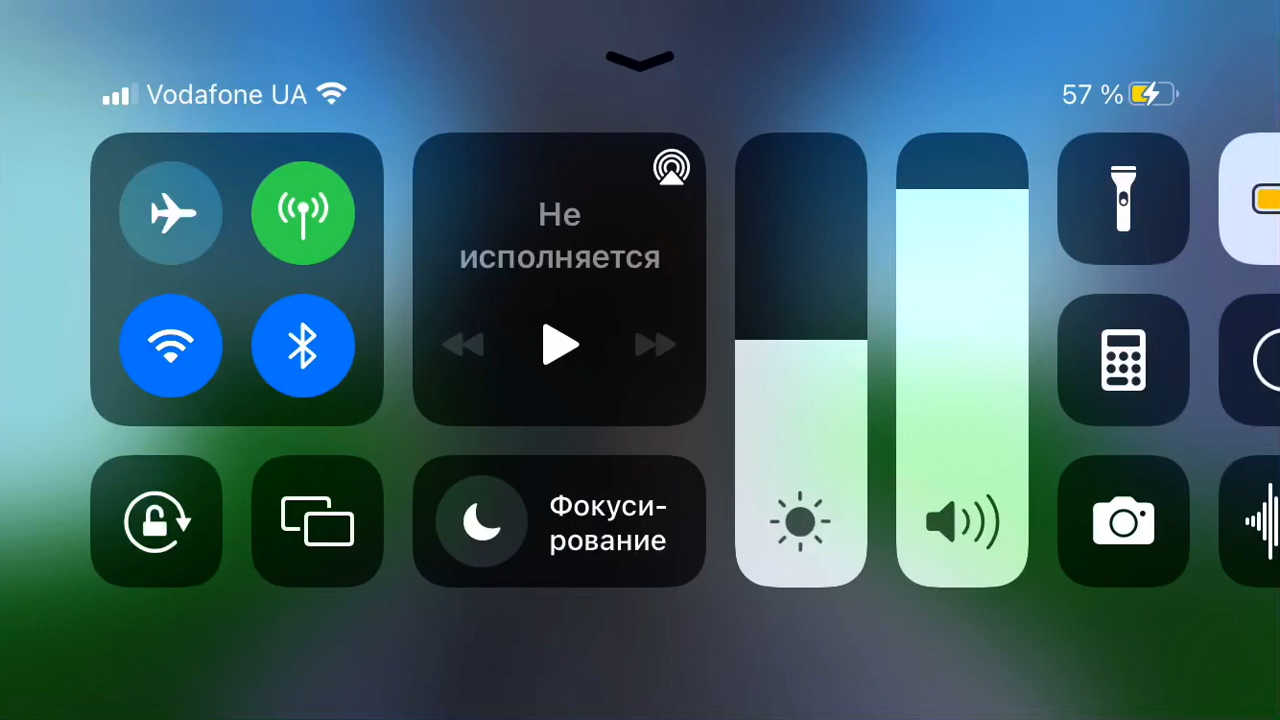 Vodafone UA
57 %
Не
исполняется
Фокуси-
рование